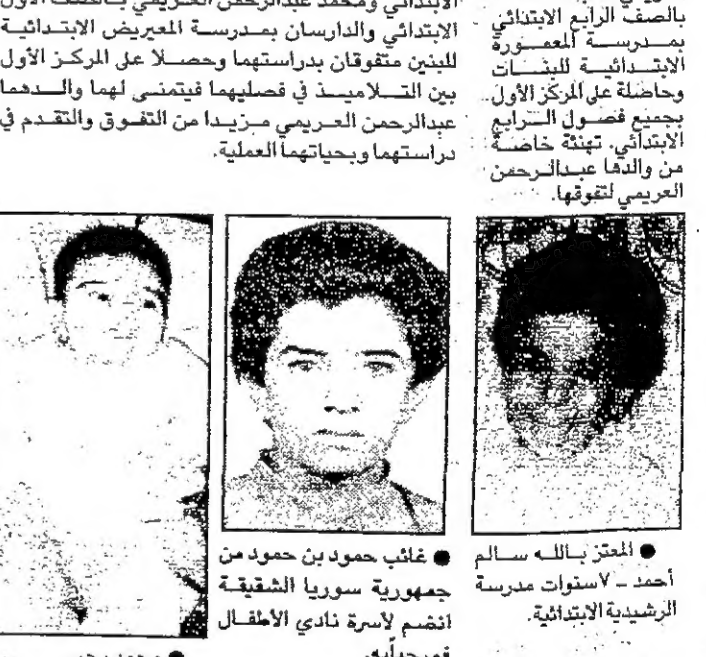 بالصف الرابع الابتدائي
بمدرسة المعمورة
الابتدائية للبنات
وحاصلة على المركز الأول
بجميع فصول الرابع
الابتدائي. تهنئة خاصة
من والدها عبدالرحمن
العريمي لتفوقها.
الابتدائي ومحمد عبدالرحمن العريمي بالصف الأول
الابتدائي والدارسان بمدرسة المعيريض الابتدائية
للبنين متفوقان بدراستهما وحصلا على المركز الأول
بين التلاميذ في فصليهما فيتمنى لهما والدهما
عبدالرحمن العريمي مزيدا من التفوق والتقدم في
دراستهما وبحياتهما العملية.
● المعتز بالله سالم
أحمد – ٧ سنوات مدرسة
الرشيدية الابتدائية.
● غائب حمود بن حمود من
جمهورية سوريا الشقيقة
انضم لأسرة نادي الأطفال